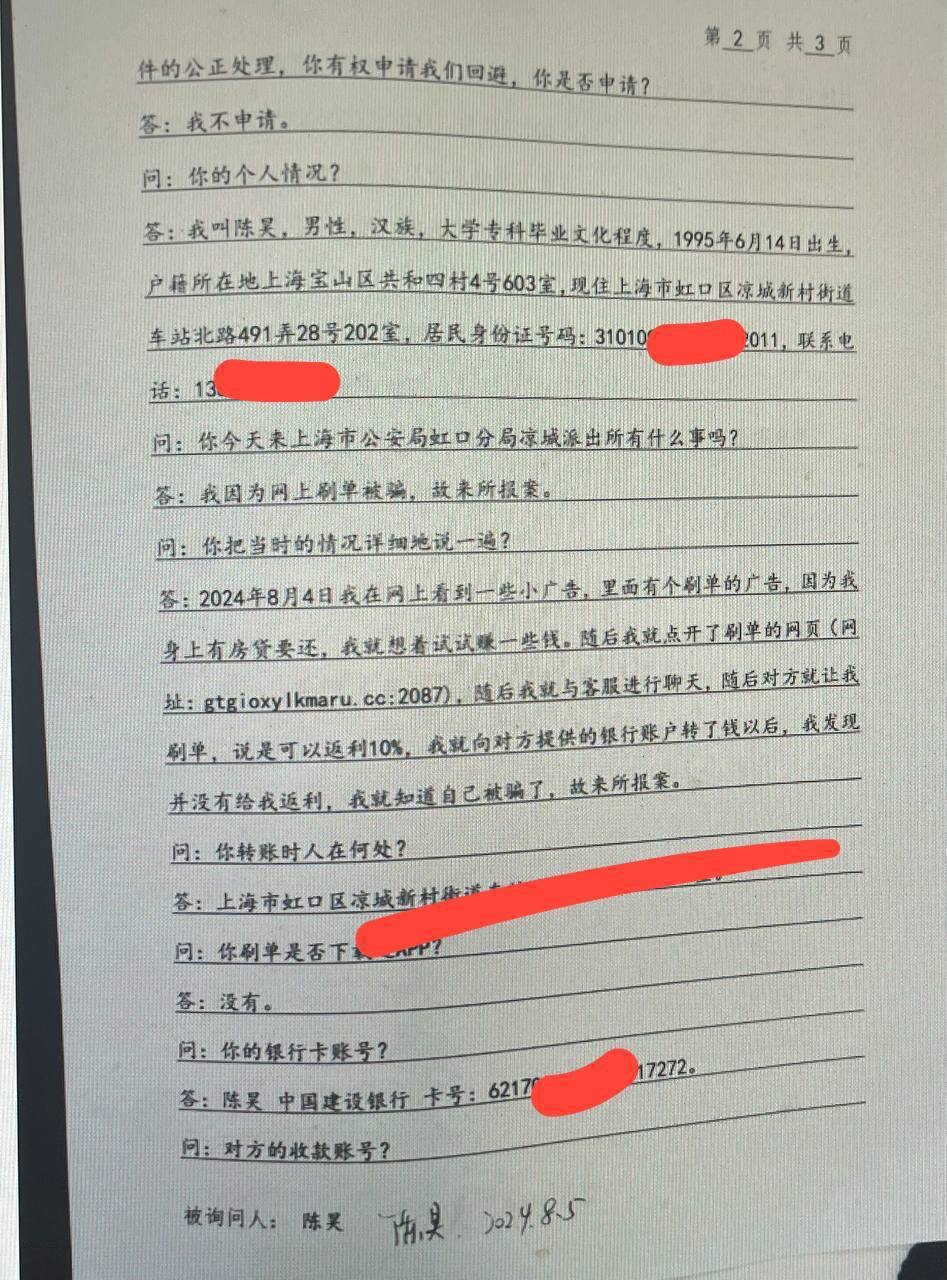 第 2 页 共 3 页
件的公正处理，你有权申请我们回避，你是否申请？
答：我不申请。
问：你的个人情况？
答：我叫陈昊，男性，汉族，大学专科毕业文化程度，1995年6月14日出生，
户籍所在地上海宝山区共和四村4号603室,现住上海市虹口区凉城新村街道
车站北路491弄28号202室，居民身份证号码：31010 2011，联系电
话：13
问：你今天来上海市公安局虹口分局凉城派出所有什么事吗？
答：我因为网上刷单被骗，故来所报案。
问：你把当时的情况详细地说一遍？
答：2024年8月4日我在网上看到一些小广告，里面有个刷单的广告，因为我
身上有房贷要还，我就想着试试赚一些钱。随后我就点开了刷单的网页（网
址：gtgioxylkmaru.cc:2087），随后我就与客服进行聊天，随后对方就让我
刷单，说是可以返利10%，我就向对方提供的银行账户转了钱以后，我发现
并没有给我返利，我就知道自己被骗了，故来所报案。
问：你转账时人在何处？
答：上海市虹口区凉城新村街道
问：你刷单是否下 APP？
答：没有。
问：你的银行卡账号？
答：陈昊 中国建设银行 卡号：6217 17272。
问：对方的收款账号？
被询问人： 陈昊 陈昊 2024.8.5